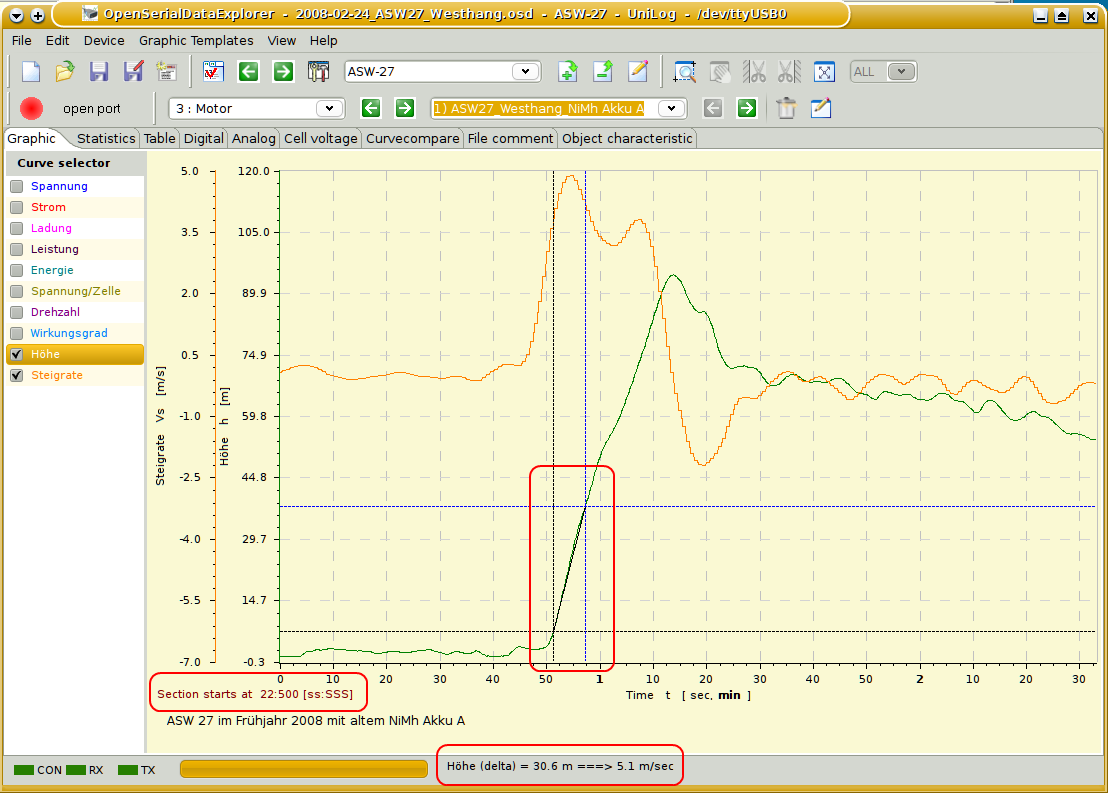 OpenSerialDataExplorer - 2008-02-24_ASW27_Westhang.osd - ASW-27 - UniLog - /dev/ttyUSB0
File Edit Device Graphic Templates View Help
ASW-27 ALL
open port 3 : Motor 1) ASW27_Westhang_NiMh Akku A
Graphic Statistics Table Digital Analog Cell voltage Curvecompare File comment Object characteristic
Curve selector
Spannung
Strom
Ladung
Leistung
Energie
Spannung/Zelle
Drehzahl
Wirkungsgrad
Höhe
Steigrate
Steigrate Vs [m/s]
5.0
3.5
2.0
0.5
-1.0
-2.5
-4.0
-5.5
-7.0
Höhe h [m]
120.0
105.0
89.9
74.9
59.8
44.8
29.7
14.7
-0.3
0 10 20 30 40 50 1 10 20 30 40 50 2 10 20 30
Time t [ sec, min ]
Section starts at 22:500 [ss:SSS]
ASW 27 im Frühjahr 2008 mit altem NiMh Akku A
CON RX TX
Höhe (delta) = 30.6 m ===> 5.1 m/sec